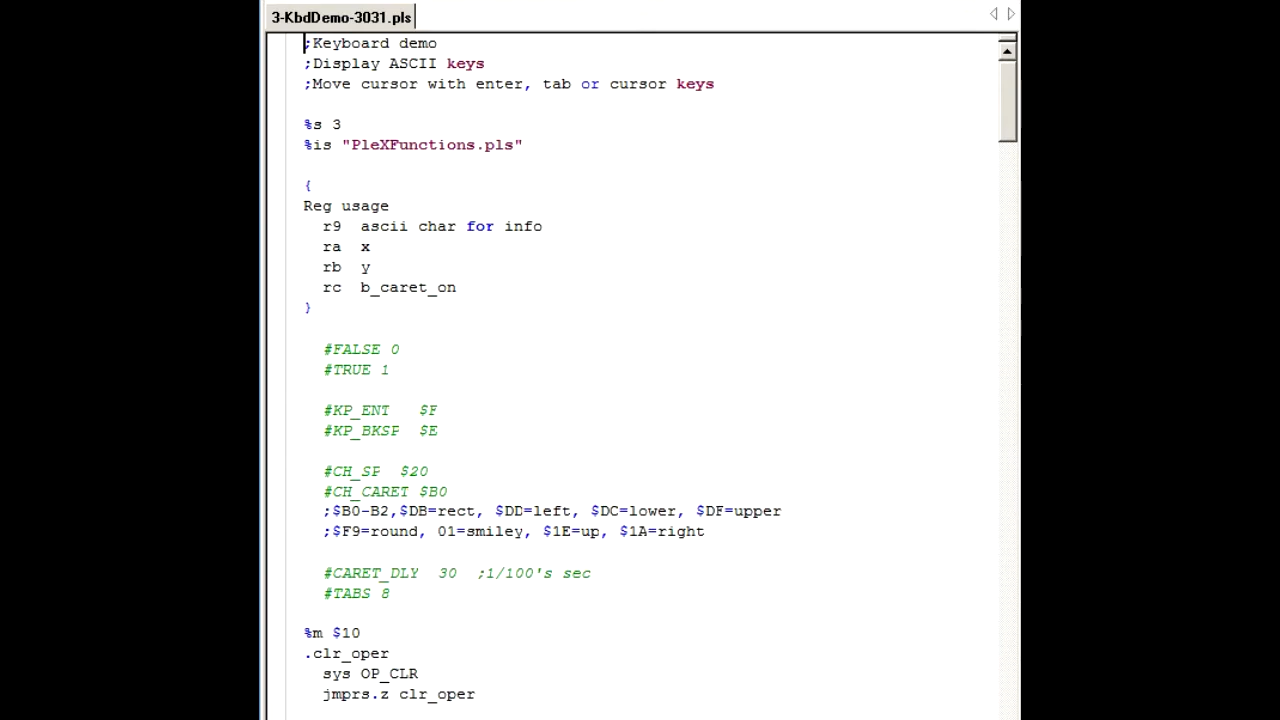 3-KbdDemo-3031.pls
;Keyboard demo
;Display ASCII keys
;Move cursor with enter, tab or cursor keys
%s 3
%is "PleXFunctions.pls"
{
Reg usage
r9 ascii char for info
ra x
rb y
rc b_caret_on
}
#FALSE 0
#TRUE 1
#KP_ENT $F
#KP_BKSP $E
#CH_SP $20
#CH_CARET $B0
;$B0-B2,$DB=rect, $DD=left, $DC=lower, $DF=upper
;$F9=round, 01=smiley, $1E=up, $1A=right
#CARET_DLY 30 ;1/100's sec
#TABS 8
%m $10
.clr_oper
sys OP_CLR
jmprs.z clr_oper